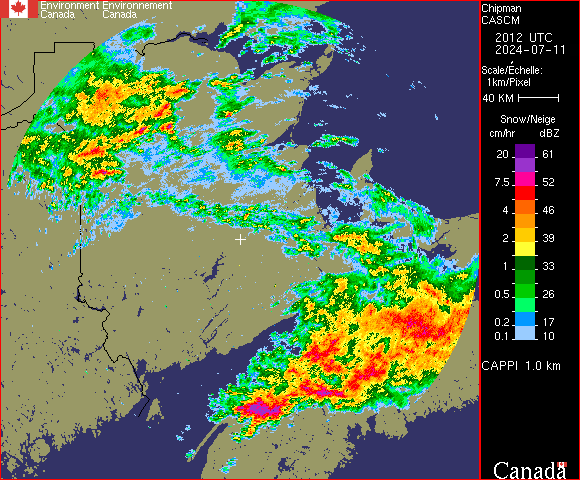 Environment Environnement
Canada Canada
Chipman
CASCM
2012 UTC
2024-07-11
Scale/Échelle:
1km/Pixel
40 KM
Snow/Neige
cm/hr dBZ
20 61
7.5 52
4 46
2 39
1 33
0.5 26
0.2 17
0.1 10
CAPPI 1.0 km
Canada